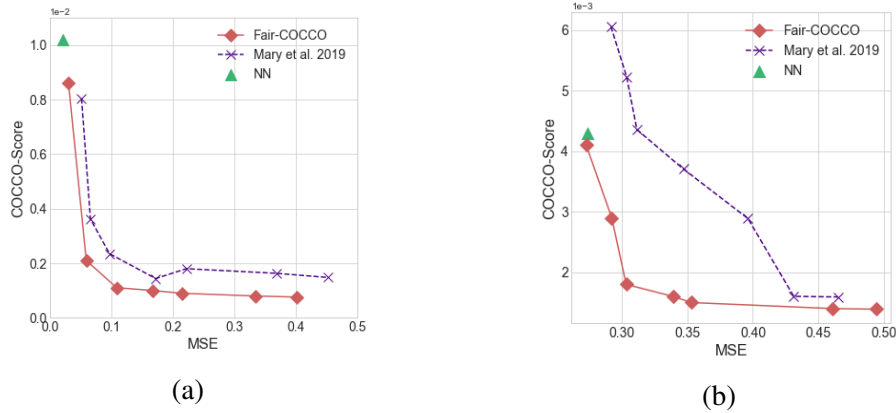 1e−2
1.0
0.8
0.6
0.4
0.2
0.0
COCCO-Score
0.0 0.1 0.2 0.3 0.4 0.5
MSE
Fair-COCCO
Mary et al. 2019
NN
(a)
1e−3
6
5
4
3
2
COCCO-Score
0.30 0.35 0.40 0.45 0.50
MSE
Fair-COCCO
Mary et al. 2019
NN
(b)